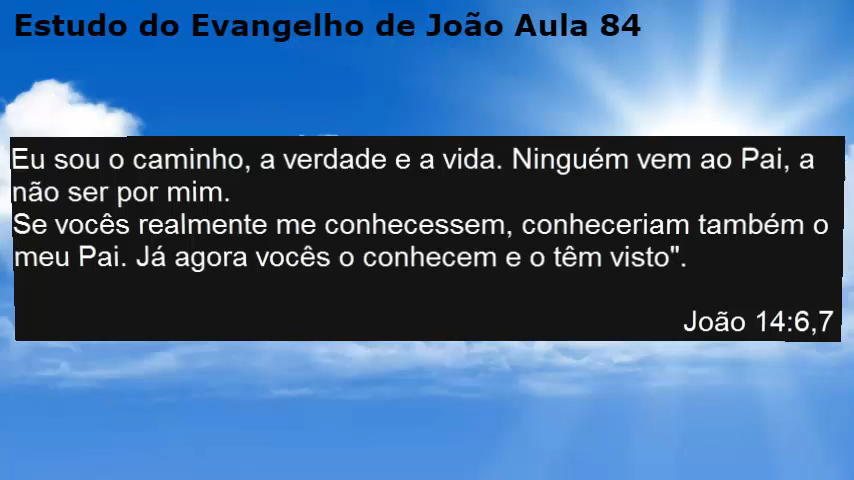 Estudo do Evangelho de João Aula 84
Eu sou o caminho, a verdade e a vida. Ninguém vem ao Pai, a
não ser por mim.
Se vocês realmente me conhecessem, conheceriam também o
meu Pai. Já agora vocês o conhecem e o têm visto".
João 14:6,7